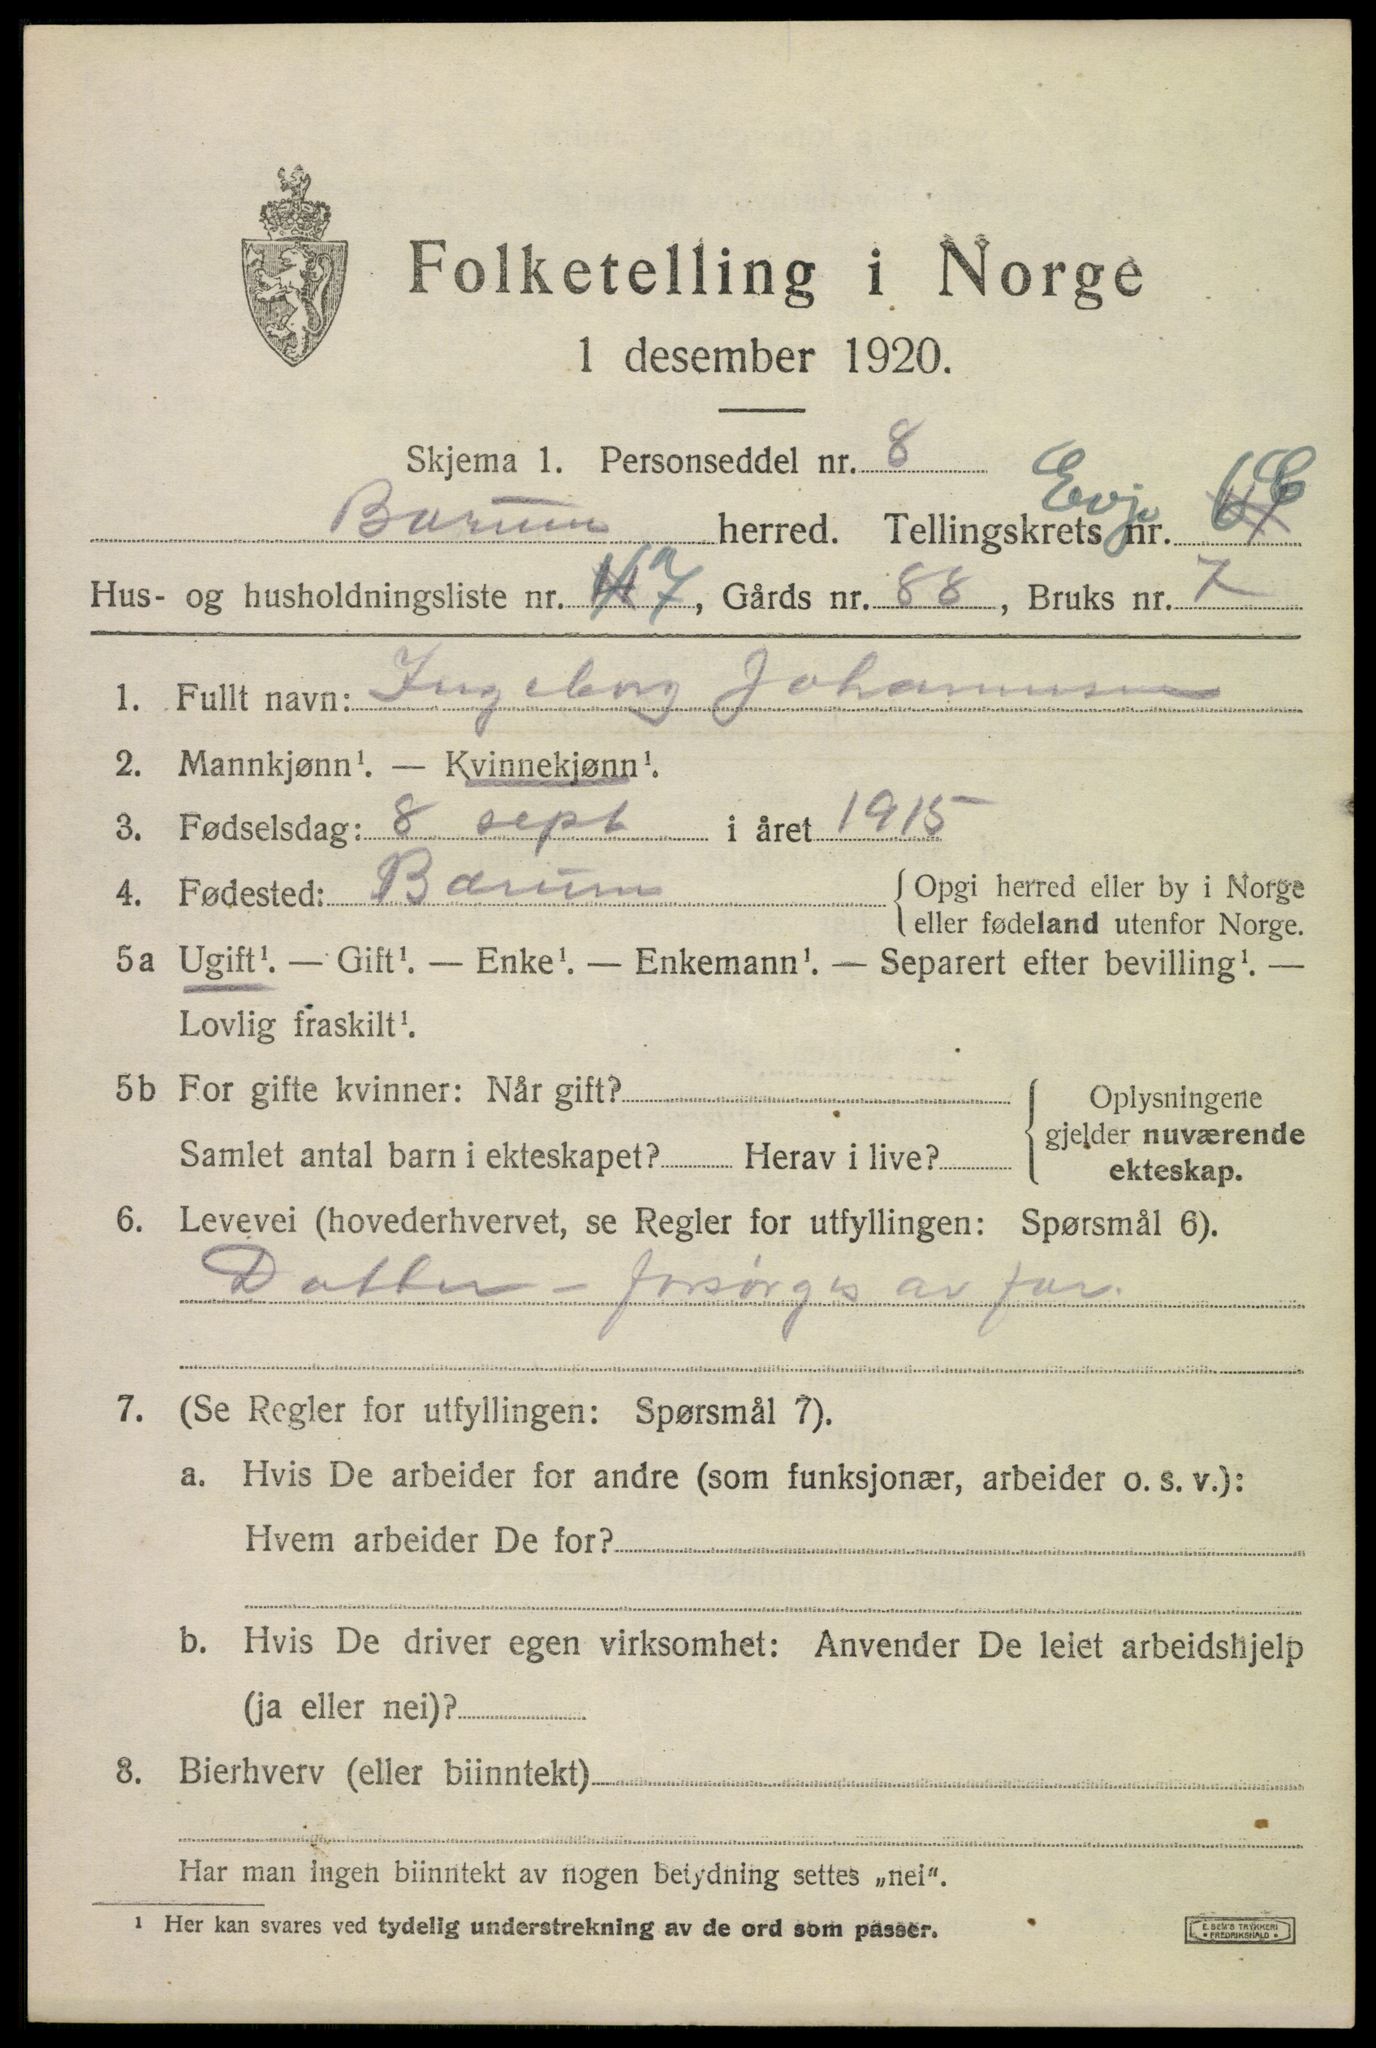 Folketelling i Norge
1 desember 1920.
Skjema 1. Personseddel nr. 8
Bærum herred. Tellingskrets nr. Evje
Hus- og husholdningsliste nr. 7, Gårds nr. 88, Bruks nr. 7
1. Fullt navn: Ingeborg Johannesen
2. Mannkjønn¹. — Kvinnekjønn¹.
3. Fødselsdag: 8 sept i året 1915
4. Fødested: Bærum {Opgi herred eller by i Norge
eller fødeland utenfor Norge.
5a Ugift¹. — Gift¹. — Enke¹. — Enkemann¹. — Separert efter bevilling¹. —
Lovlig fraskilt¹.
5b For gifte kvinner: Når gift?
Samlet antal barn i ekteskapet? Herav i live?
Oplysningene
gjelder nuværende
ekteskap.
6. Levevei (hovederhvervet, se Regler for utfyllingen: Spørsmål 6).
Datter - forsørges av far.
7. (Se Regler for utfyllingen: Spørsmål 7).
a. Hvis De arbeider for andre (som funksjonær, arbeider o. s. v.):
Hvem arbeider De for?
b. Hvis De driver egen virksomhet: Anvender De leiet arbeidshjelp
(ja eller nei)?
8. Bierhverv (eller biinntekt)
Har man ingen biinntekt av nogen betydning settes „nei“.
¹ Her kan svares ved tydelig understrekning av de ord som passer.
E. SEM'S TRYKKERI
FREDRIKSHALD